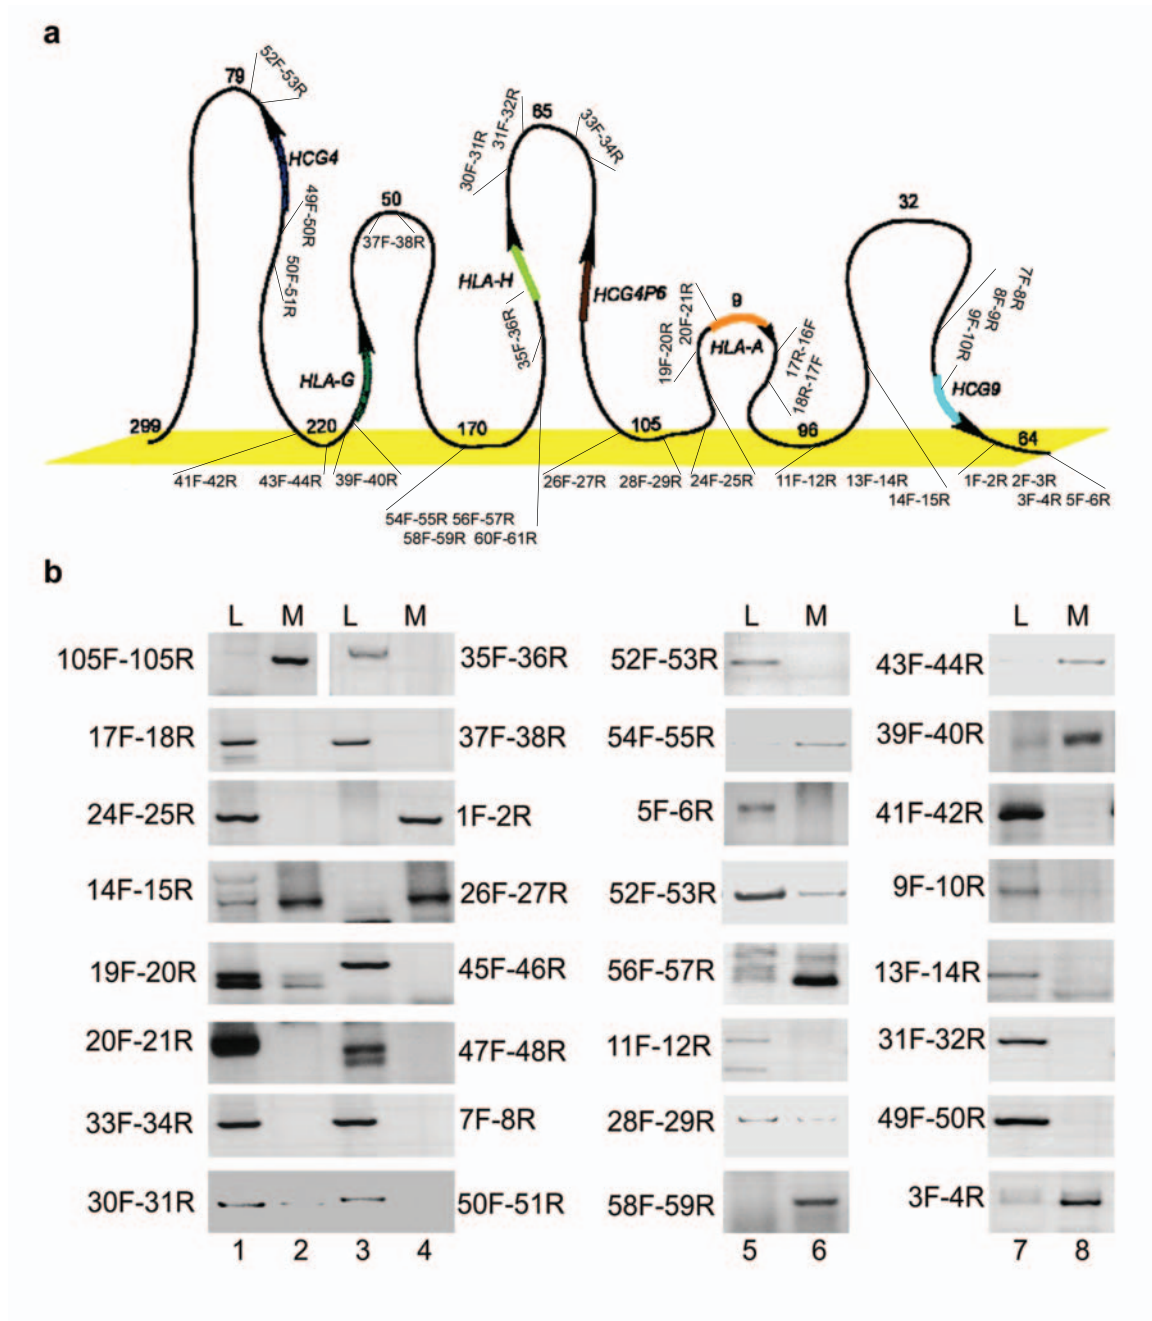 a
79
52F-53R
HCG4
49F-50R
50F-51R
50
37F-38R
HLA-G
65
31F-32R
30F-31R
33F-34R
HLA-H
35F-36R
HCG4P6
9
20F-21R
19F-20R
HLA-A
17R-16F
18R-17F
32
7F-8R
8F-9R
9F-10R
HCG9
299
220
170
105
96
64
41F-42R
43F-44R
39F-40R
26F-27R
28F-29R
24F-25R
11F-12R
13F-14R
14F-15R
1F-2R 2F-3R
3F-4R 5F-6R
54F-55R 56F-57R
58F-59R 60F-61R
b
L M L M L M L M
105F-105R 35F-36R 52F-53R 43F-44R
17F-18R 37F-38R 54F-55R 39F-40R
24F-25R 1F-2R 5F-6R 41F-42R
14F-15R 26F-27R 52F-53R 9F-10R
19F-20R 45F-46R 56F-57R 13F-14R
20F-21R 47F-48R 11F-12R 31F-32R
33F-34R 7F-8R 28F-29R 49F-50R
30F-31R 50F-51R 58F-59R 3F-4R
1 2 3 4 5 6 7 8